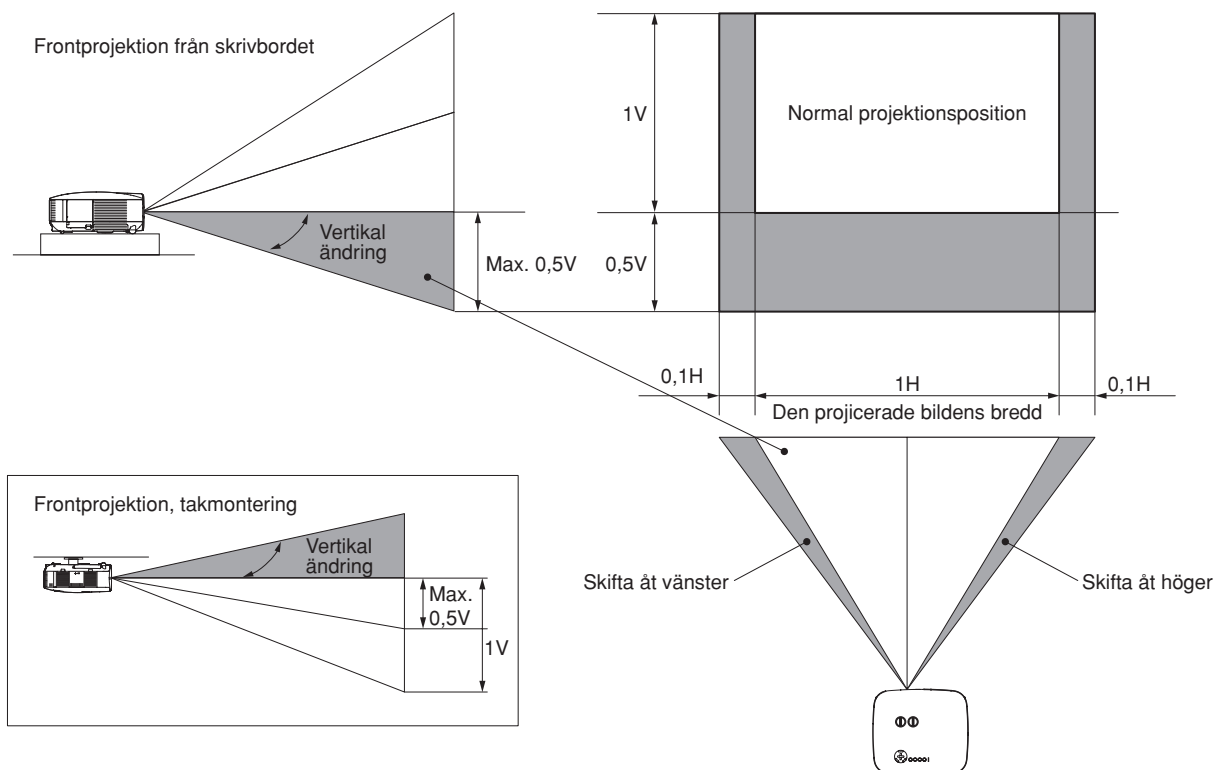 Frontprojektion från skrivbordet
1V
Normal projektionsposition
Vertikal
ändring
Max. 0,5V
0,5V
0,1H
1H
0,1H
Den projicerade bildens bredd
Frontprojektion, takmontering
Vertikal
ändring
Max.
0,5V
1V
Skifta åt vänster
Skifta åt höger